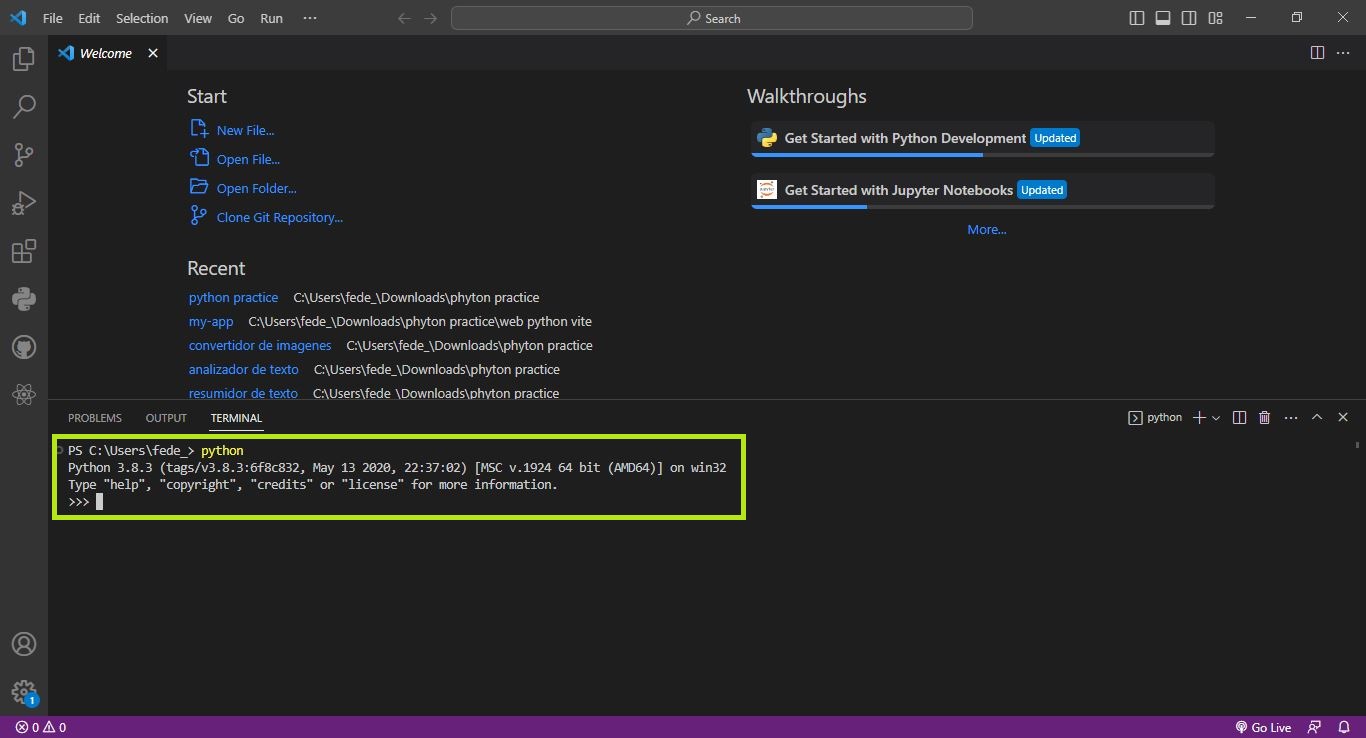 File Edit Selection View Go Run ···
Search
Welcome
Start
New File...
Open File...
Open Folder...
Clone Git Repository...
Recent
python practice C:\Users\fede_\Downloads\phyton practice
my-app C:\Users\fede_\Downloads\phyton practice\web python vite
convertidor de imagenes C:\Users\fede_\Downloads\phyton practice
analizador de texto C:\Users\fede_\Downloads\phyton practice
resumidor de texto C:\Users\fede_\Downloads\phyton practice
Walkthroughs
Get Started with Python Development Updated
Get Started with Jupyter Notebooks Updated
More...
PROBLEMS OUTPUT TERMINAL
python
PS C:\Users\fede_> python
Python 3.8.3 (tags/v3.8.3:6f8c832, May 13 2020, 22:37:02) [MSC v.1924 64 bit (AMD64)] on win32
Type "help", "copyright", "credits" or "license" for more information.
>>>
1
0 0
Go Live